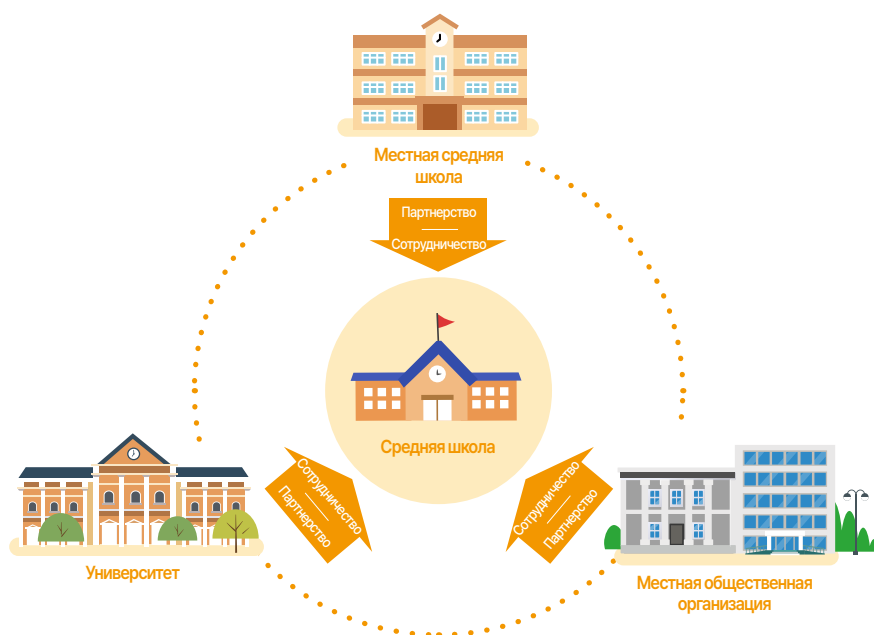 Местная средняя
школа
Партнерство
Сотрудничество
Средняя школа
Сотрудничество
Партнерство
Сотрудничество
Партнерство
Университет
Местная общественная
организация